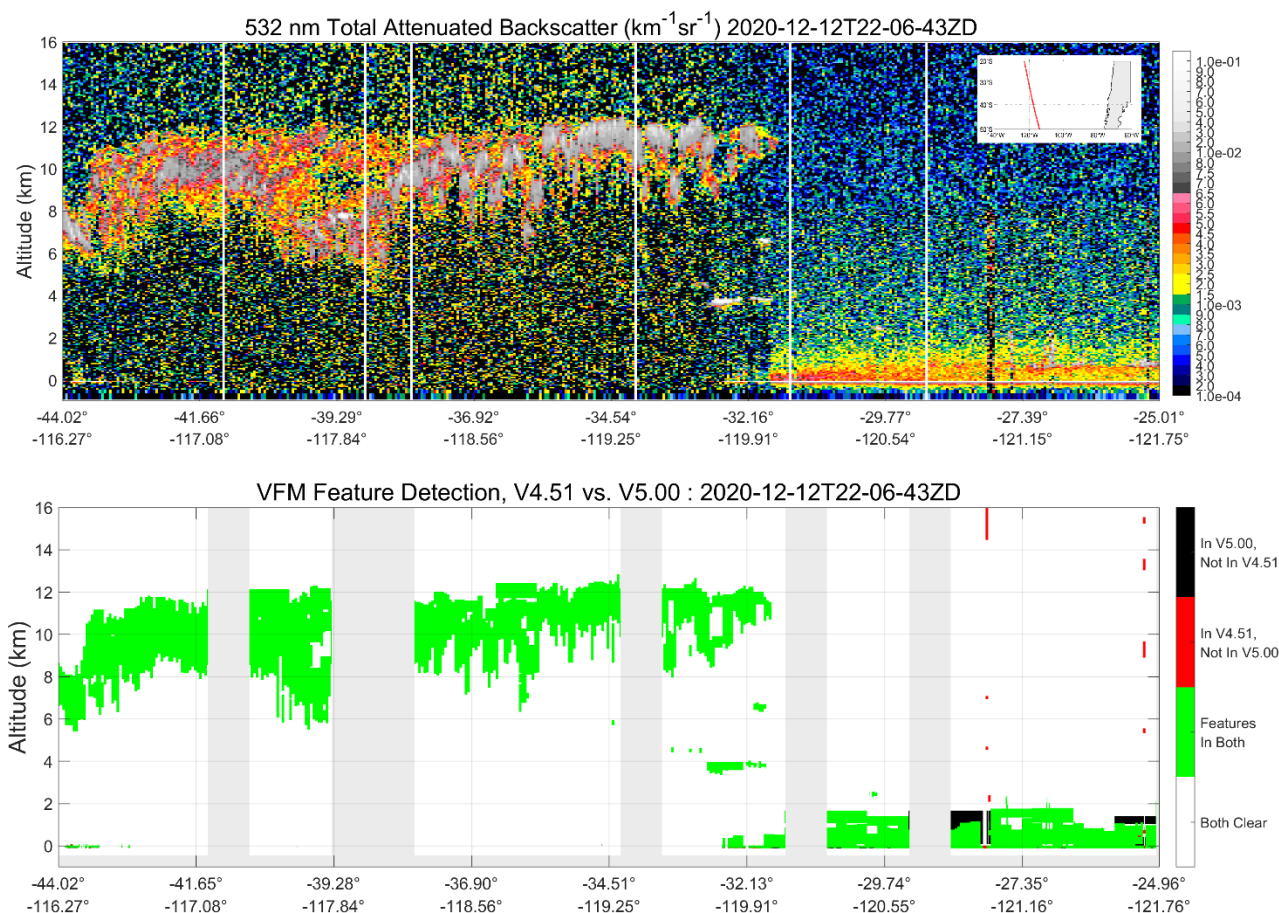 532 nm Total Attenuated Backscatter (km⁻¹sr⁻¹) 2020-12-12T22-06-43ZD
16
14
12
10
8
6
4
2
0
Altitude (km)
20°S
30°S
40°S
140°W 120°W 100°W 80°W 60°W
1.0e-01
9.0
8.0
7.0
6.0
5.0
4.0
3.0
2.0
1.0e-02
9.0
8.0
7.5
7.0
6.5
6.0
5.5
5.0
4.5
4.0
3.5
3.0
2.5
2.0
1.5
1.0e-03
9.0
8.0
7.0
6.0
5.0
4.0
3.0
2.0
1.0e-04
-44.02 -41.66 -39.29 -36.92 -34.54 -32.16 -29.77° -27.39 -25.01
-116.27° -117.08° -117.84° -118.56° -119.25° -119.91° -120.54° -121.15° -121.75°
VFM Feature Detection, V4.51 vs. V5.00 : 2020-12-12T22-06-43ZD
16
14
12
10
8
6
4
2
0
Altitude (km)
In V5.00,
Not In V4.51
In V4.51,
Not In V5.00
Features
In Both
Both Clear
-44.02° -41.65° -39.28° -36.90° -34.51° -32.13° -29.74° -27.35° -24.96°
-116.27° -117.08° -117.84° -118.56° -119.25° -119.91° -120.55° -121.16° -121.76°